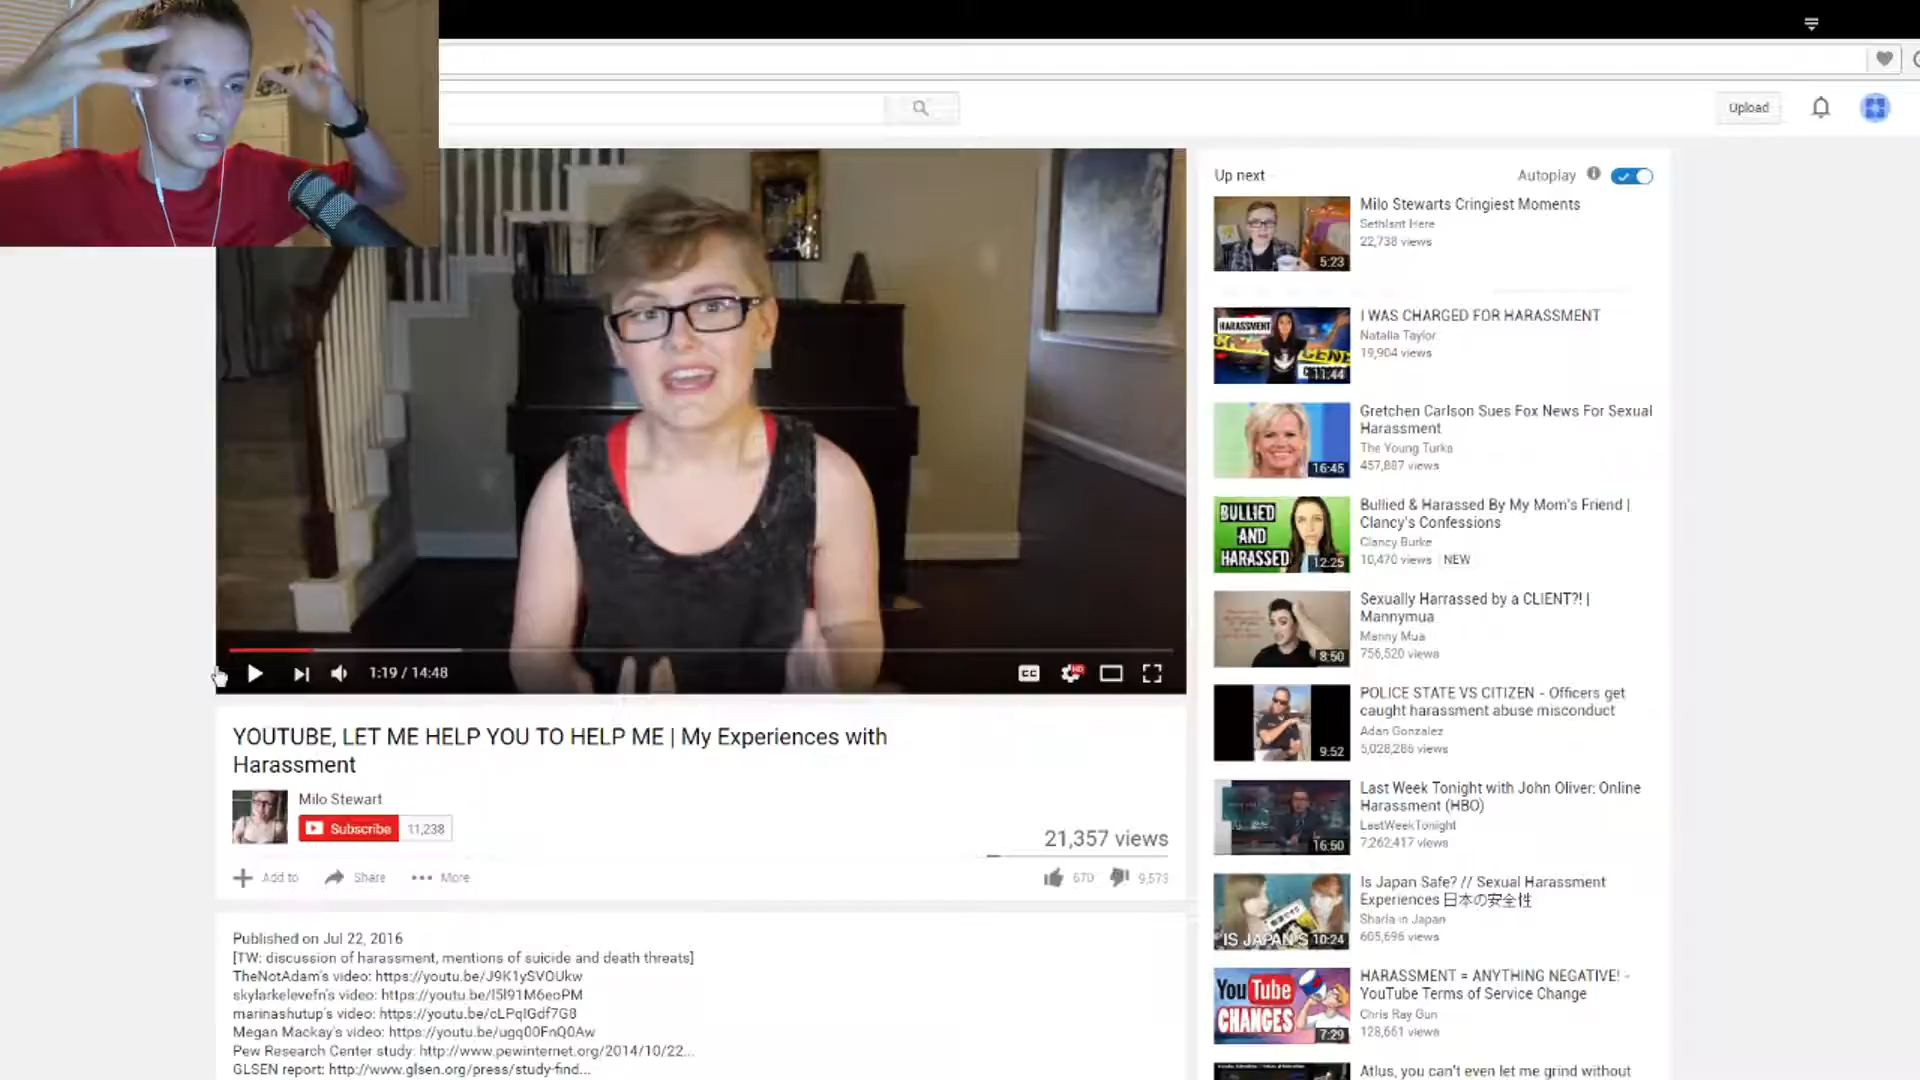 Upload
Up next
Autoplay
Milo Stewarts Cringiest Moments
SethIsnt Here
22,738 views
5:23
HARASSMENT
I WAS CHARGED FOR HARASSMENT
Natalia Taylor
19,904 views
Gretchen Carlson Sues Fox News For Sexual
Harassment
The Young Turks
457,887 views
16:45
BULLIED
AND
HARASSED
12:25
Bullied & Harassed By My Mom's Friend |
Clancy's Confessions
Clancy Burke
10,470 views NEW
Sexually Harrassed by a CLIENT?! |
Mannymua
Manny Mua
756,520 views
8:50
POLICE STATE VS CITIZEN - Officers get
caught harassment abuse misconduct
Adan Gonzalez
5,028,286 views
9:52
Last Week Tonight with John Oliver: Online
Harassment (HBO)
LastWeekTonight
7,262,417 views
16:50
Is Japan Safe? // Sexual Harassment
Experiences 日本の安全性
Sharla in Japan
605,696 views
IS JAPAN'S 10:24
You Tube
CHANGES
7:29
HARASSMENT = ANYTHING NEGATIVE! -
YouTube Terms of Service Change
Chris Ray Gun
128,661 views
Atlus, you can't even let me grind without
1:19 / 14:48
CC
HD
YOUTUBE, LET ME HELP YOU TO HELP ME | My Experiences with
Harassment
Milo Stewart
Subscribe 11,238
21,357 views
Add to Share More
670 9,573
Published on Jul 22, 2016
[TW: discussion of harassment, mentions of suicide and death threats]
TheNotAdam's video: https://youtu.be/J9K1ySVOUkw
skylarkelevefn's video: https://youtu.be/I5l91M6eoPM
marinashutup's video: https://youtu.be/cLPqIGdf7G8
Megan Mackay's video: https://youtu.be/ugq00FnQ0Aw
Pew Research Center study: http://www.pewinternet.org/2014/10/22...
GLSEN report: http://www.glsen.org/press/study-find...